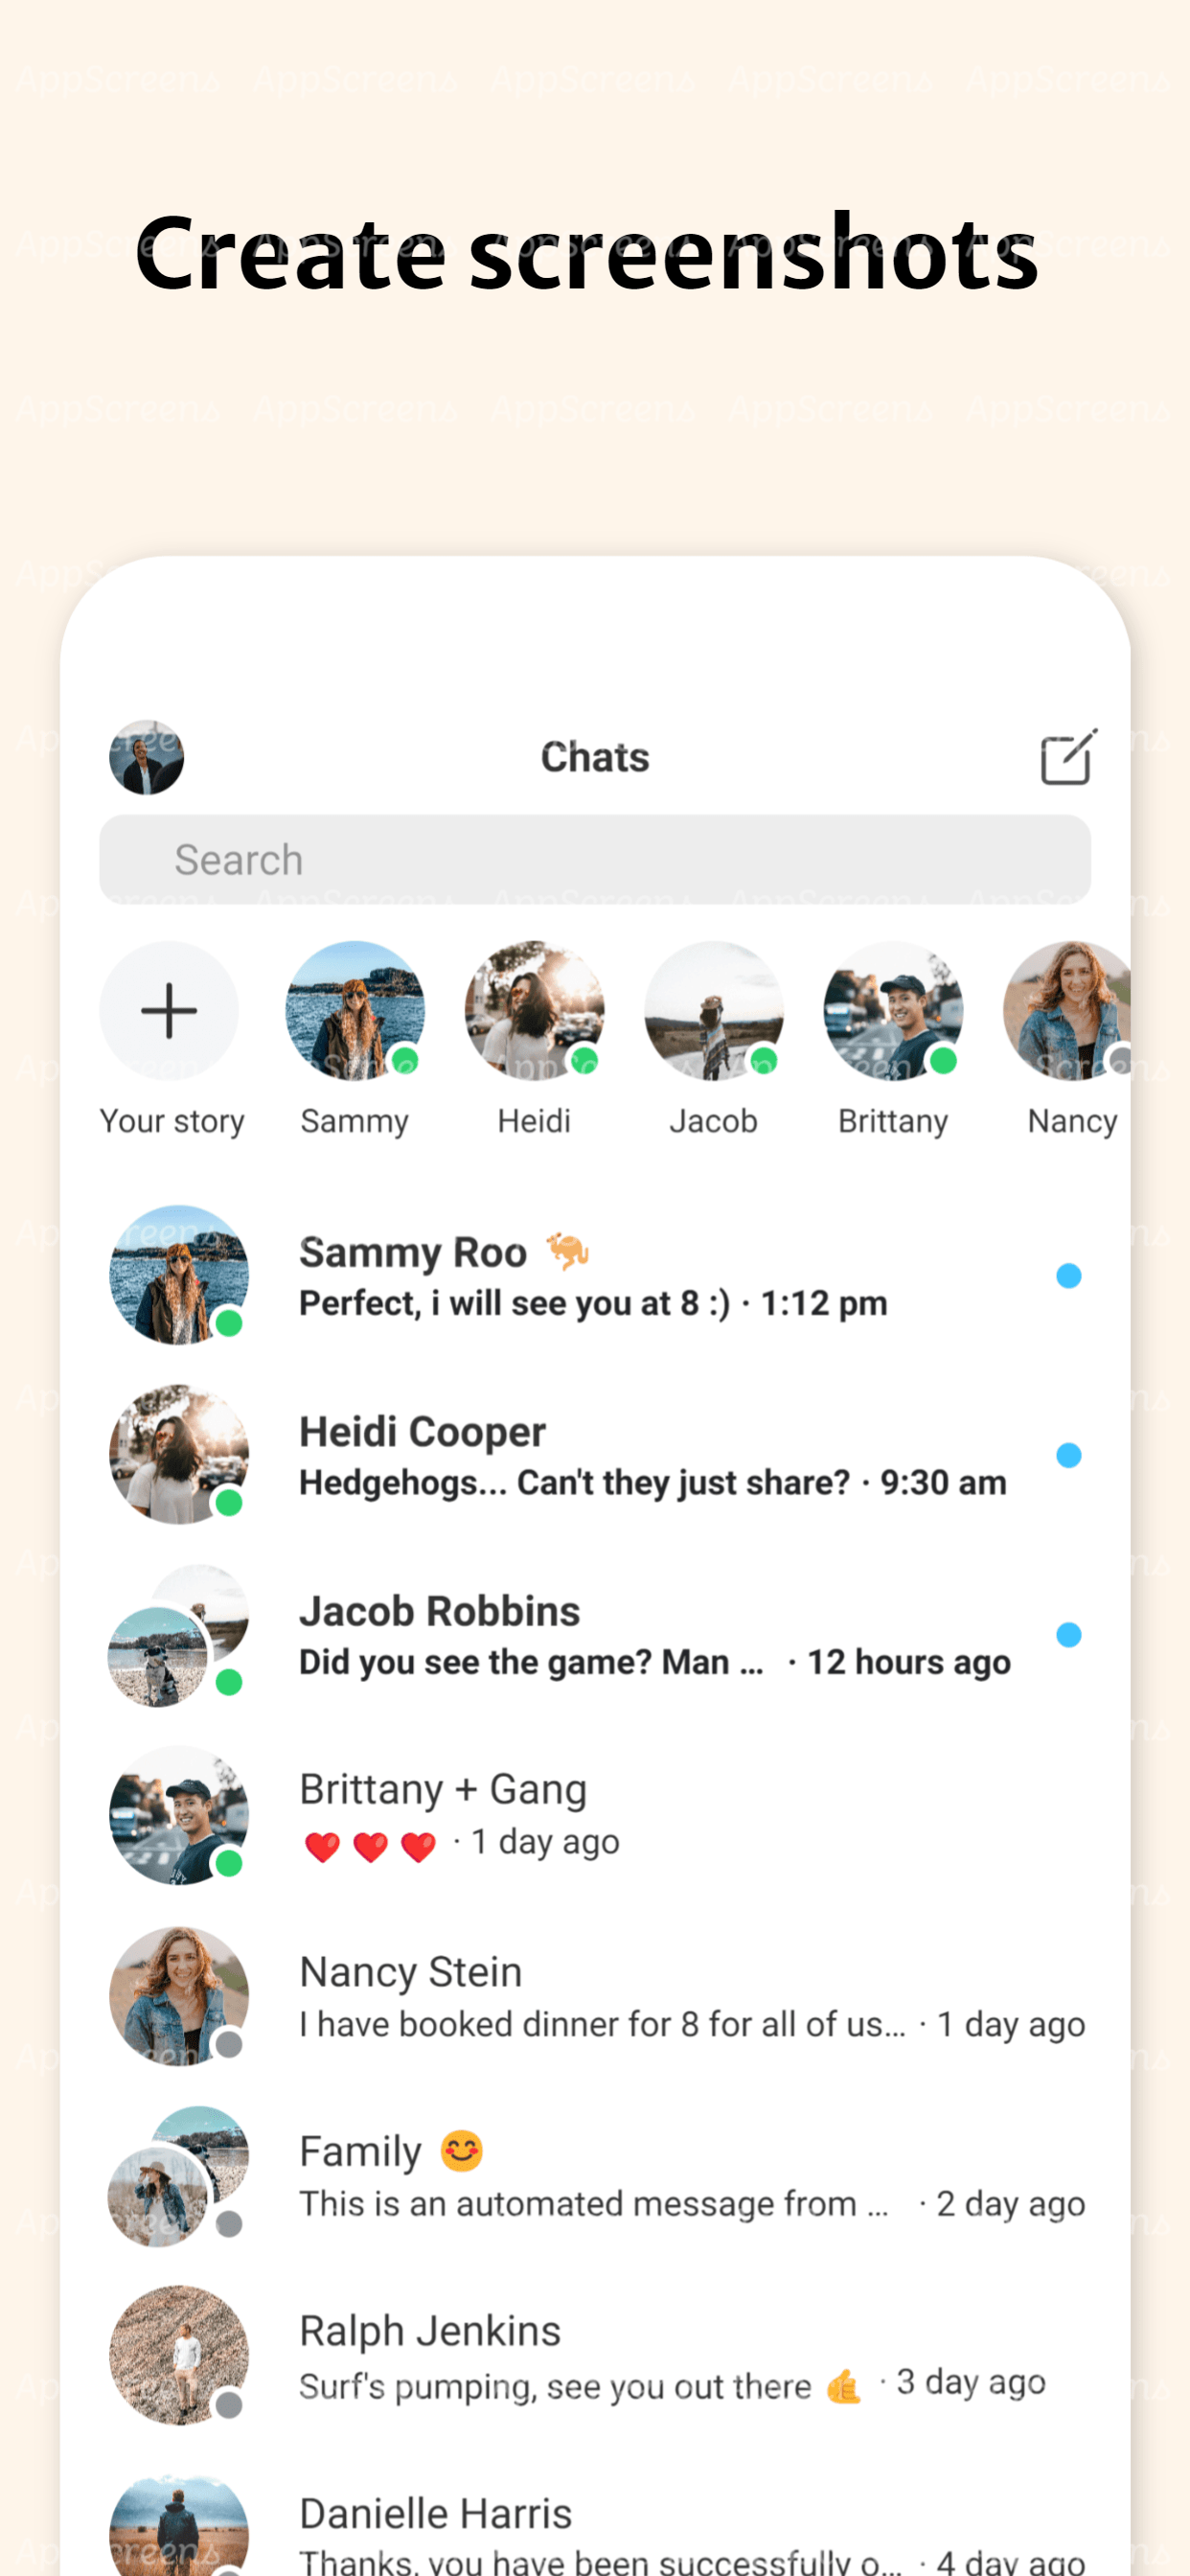 AppScreens AppScreens AppScreens AppScreens AppScreens
Create screenshots
AppScreens AppScreens AppScreens AppScreens AppScreens
Chats
Search
Your story
Sammy
Heidi
Jacob
Brittany
Nancy
Sammy Roo 🦘
Perfect, i will see you at 8 :) · 1:12 pm
Heidi Cooper
Hedgehogs... Can't they just share? · 9:30 am
Jacob Robbins
Did you see the game? Man ... · 12 hours ago
Brittany + Gang
❤️ ❤️ ❤️ · 1 day ago
Nancy Stein
I have booked dinner for 8 for all of us... · 1 day ago
Family 😊
This is an automated message from ... · 2 day ago
Ralph Jenkins
Surf's pumping, see you out there 🤙 · 3 day ago
Danielle Harris
Thanks, you have been successfully o... · 4 day ago